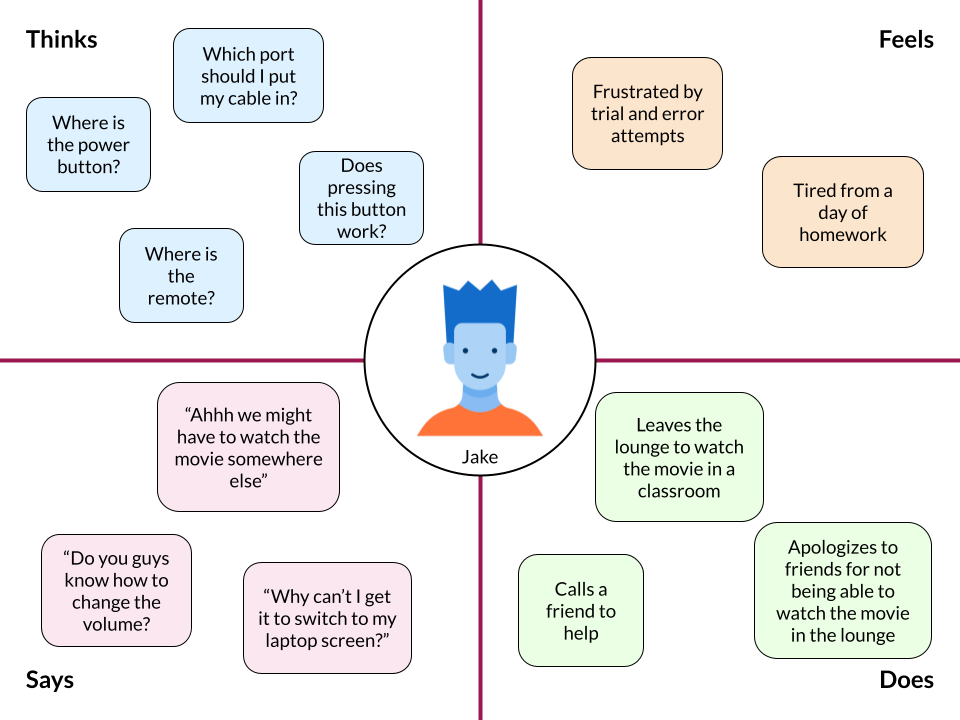 Thinks
Which port
should I put
my cable in?
Where is
the power
button?
Does
pressing
this button
work?
Where is
the
remote?
Feels
Frustrated by
trial and error
attempts
Tired from a
day of
homework
Jake
“Ahhh we might
have to watch the
movie somewhere
else”
“Do you guys
know how to
change the
volume?
“Why can’t I get
it to switch to my
laptop screen?”
Says
Leaves the
lounge to watch
the movie in a
classroom
Calls a
friend to
help
Apologizes to
friends for not
being able to
watch the movie
in the lounge
Does